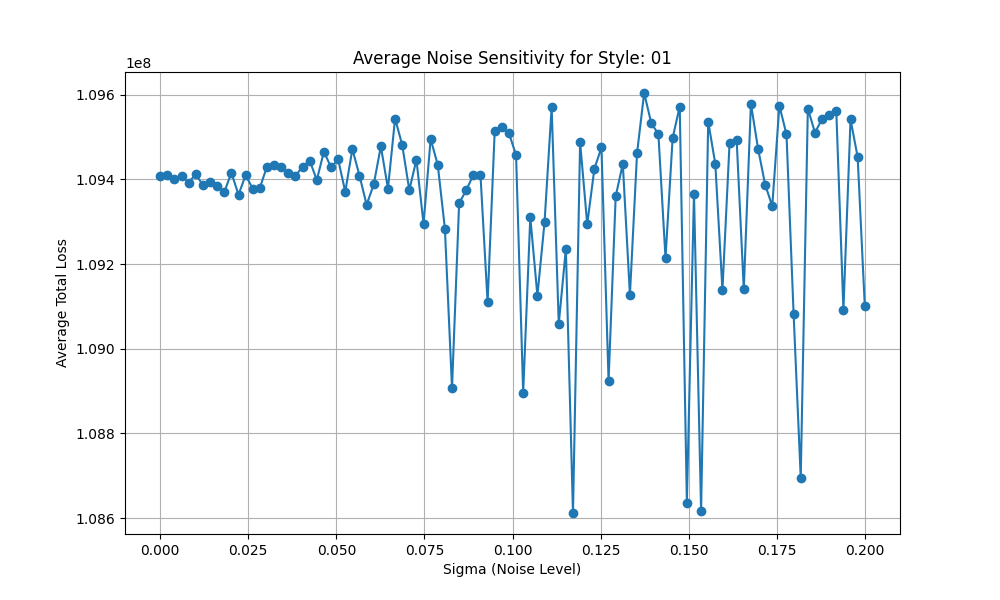 Average Noise Sensitivity for Style: 01
1e8
1.096
1.094
1.092
1.090
1.088
1.086
Average Total Loss
0.000 0.025 0.050 0.075 0.100 0.125 0.150 0.175 0.200
Sigma (Noise Level)